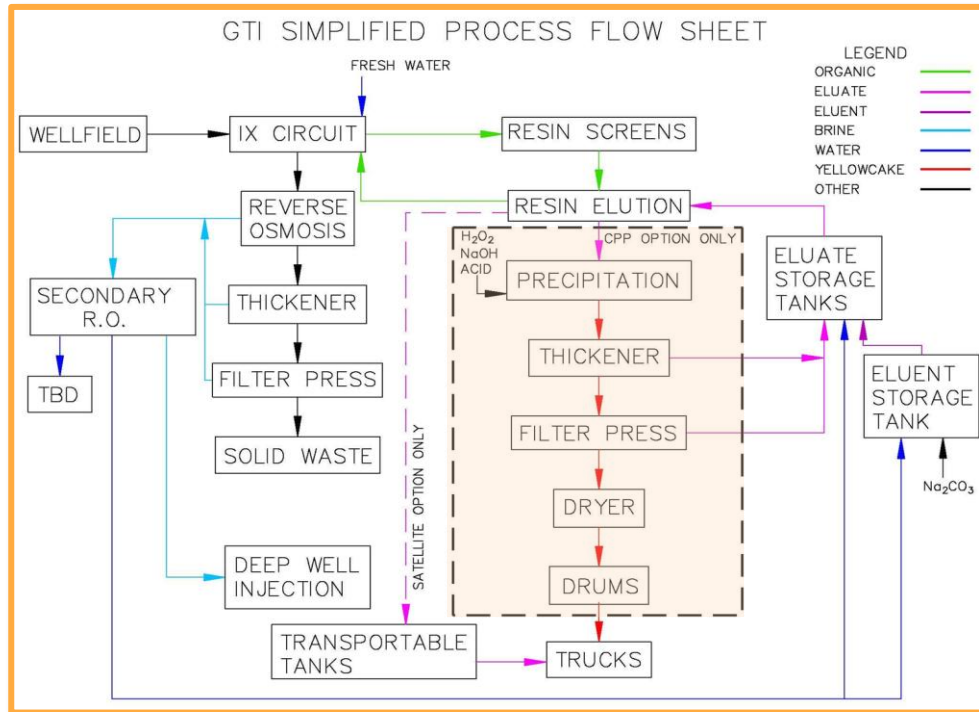 GTI SIMPLIFIED PROCESS FLOW SHEET
LEGEND
ORGANIC
ELUATE
ELUENT
BRINE
WATER
YELLOWCAKE
OTHER
FRESH WATER
WELLFIELD
IX CIRCUIT
RESIN SCREENS
REVERSE
OSMOSIS
RESIN ELUTION
H₂O₂
NaOH
ACID
CPP OPTION ONLY
PRECIPITATION
ELUATE
STORAGE
TANKS
SECONDARY
R.O.
THICKENER
THICKENER
TBD
FILTER PRESS
FILTER PRESS
ELUENT
STORAGE
TANK
SOLID WASTE
SATELLITE OPTION ONLY
Na₂CO₃
DRYER
DEEP WELL
INJECTION
DRUMS
TRANSPORTABLE
TANKS
TRUCKS